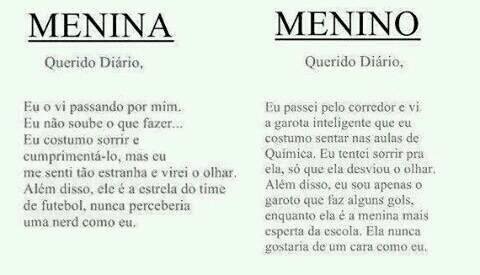 MENINA
Querido Diário,
Eu o vi passando por mim.
Eu não soube o que fazer...
Eu costumo sorrir e
cumprimentá-lo, mas eu
me senti tão estranha e virei o olhar.
Além disso, ele é a estrela do time
de futebol, nunca perceberia
uma nerd como eu.
MENINO
Querido Diário,
Eu passei pelo corredor e vi
a garota inteligente que eu
costumo sentar nas aulas de
Química. Eu tentei sorrir pra
ela, só que ela desviou o olhar.
Além disso, eu sou apenas o
garoto que faz alguns gols,
enquanto ela é a menina mais
esperta da escola. Ela nunca
gostaria de um cara como eu.